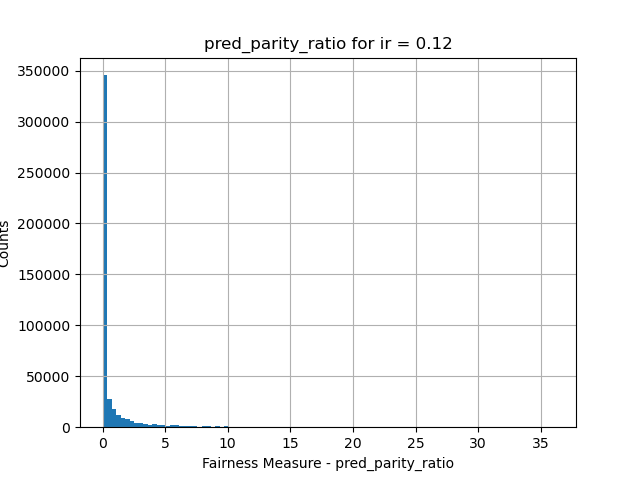 pred_parity_ratio for ir = 0.12
350000
300000
250000
200000
150000
100000
50000
0
Counts
0 5 10 15 20 25 30 35
Fairness Measure - pred_parity_ratio